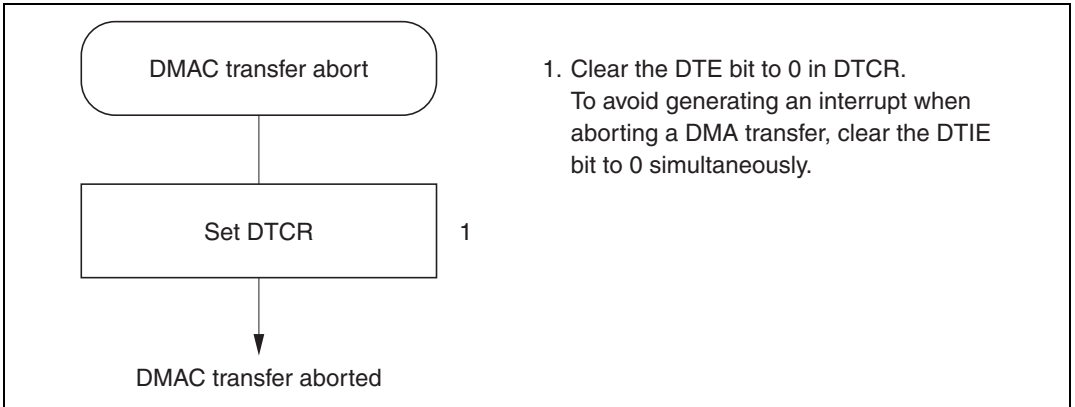 DMAC transfer abort
Set DTCR
1
DMAC transfer aborted
1. Clear the DTE bit to 0 in DTCR.
To avoid generating an interrupt when
aborting a DMA transfer, clear the DTIE
bit to 0 simultaneously.